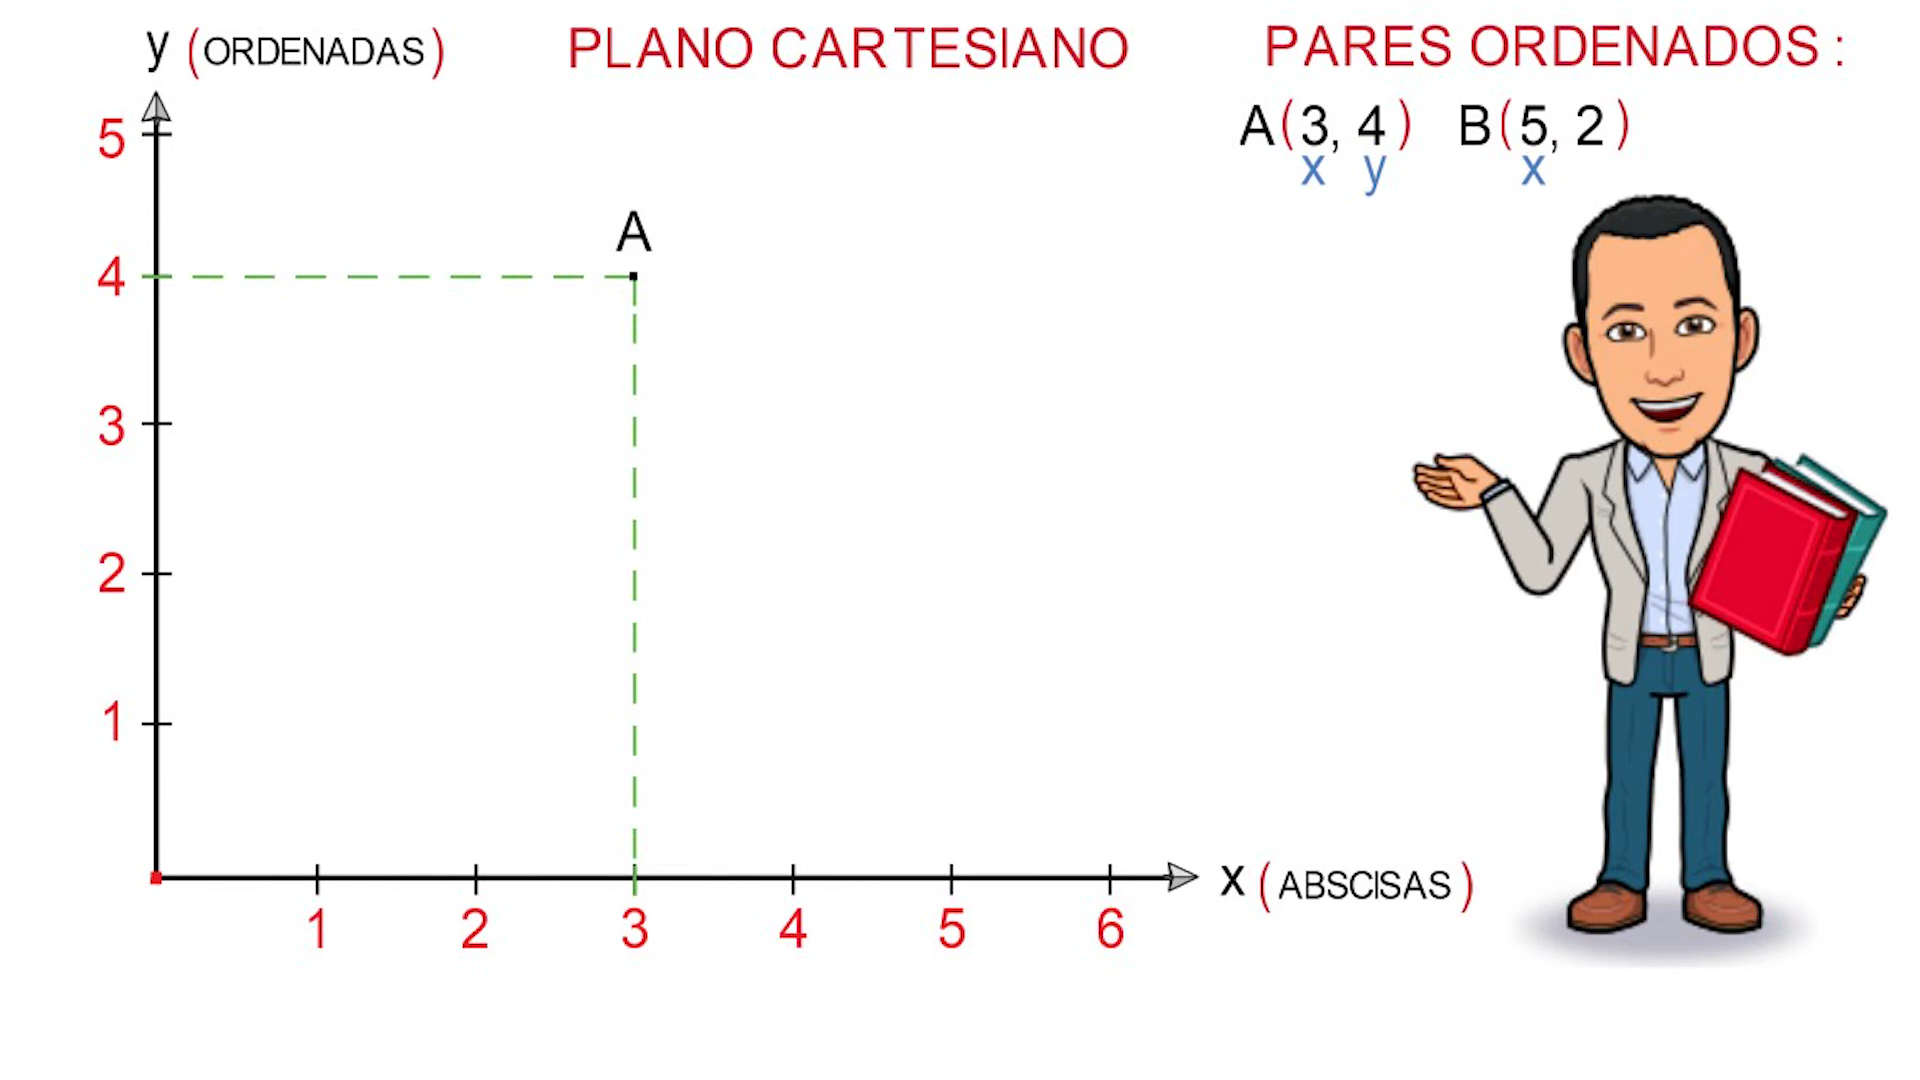 y (ORDENADAS)
PLANO CARTESIANO
PARES ORDENADOS :
A(3, 4) B(5, 2)
x y x
5
A
4
3
2
1
x (ABSCISAS)
1 2 3 4 5 6